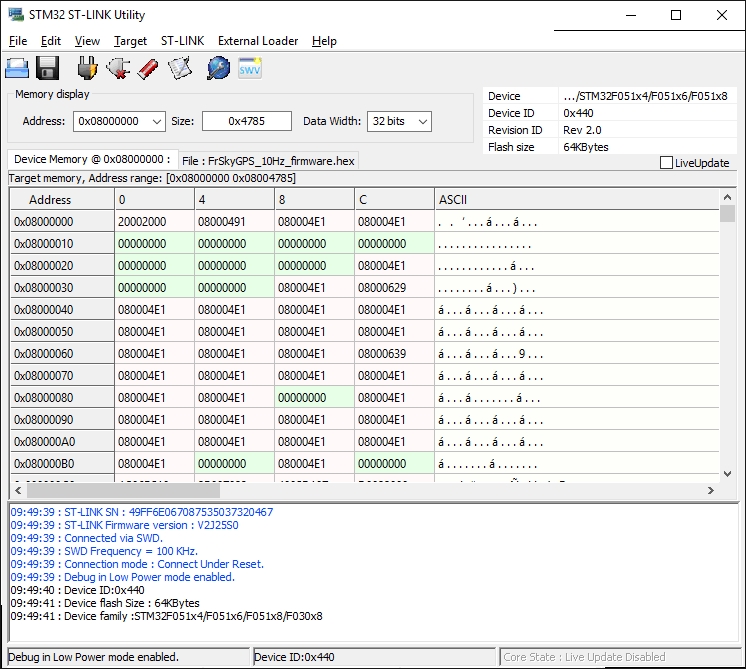 STM32 ST-LINK Utility
File Edit View Target ST-LINK External Loader Help
SWV
Memory display
Address: 0x08000000 Size: 0x4785 Data Width: 32 bits
Device .../STM32F051x4/F051x6/F051x8
Device ID 0x440
Revision ID Rev 2.0
Flash size 64KBytes
LiveUpdate
Device Memory @ 0x08000000 : File : FrSkyGPS_10Hz_firmware.hex
Target memory, Address range: [0x08000000 0x08004785]
Address 0 4 8 C ASCII
0x08000000 20002000 08000491 080004E1 080004E1 . . ‘...á...á...
0x08000010 00000000 00000000 00000000 00000000 ................
0x08000020 00000000 00000000 00000000 080004E1 ............á...
0x08000030 00000000 00000000 080004E1 08000629 ........á...)...
0x08000040 080004E1 080004E1 080004E1 080004E1 á...á...á...á...
0x08000050 080004E1 080004E1 080004E1 080004E1 á...á...á...á...
0x08000060 080004E1 080004E1 080004E1 08000639 á...á...á...9...
0x08000070 080004E1 080004E1 080004E1 080004E1 á...á...á...á...
0x08000080 080004E1 080004E1 00000000 080004E1 á...á.......á...
0x08000090 080004E1 080004E1 080004E1 080004E1 á...á...á...á...
0x080000A0 080004E1 080004E1 080004E1 080004E1 á...á...á...á...
0x080000B0 080004E1 00000000 080004E1 00000000 á.......á.......
09:49:39 : ST-LINK SN : 49FF6E067087535037320467
09:49:39 : ST-LINK Firmware version : V2J25S0
09:49:39 : Connected via SWD.
09:49:39 : SWD Frequency = 100 KHz.
09:49:39 : Connection mode : Connect Under Reset.
09:49:39 : Debug in Low Power mode enabled.
09:49:40 : Device ID:0x440
09:49:41 : Device flash Size : 64KBytes
09:49:41 : Device family :STM32F051x4/F051x6/F051x8/F030x8
Debug in Low Power mode enabled. Device ID:0x440 Core State : Live Update Disabled